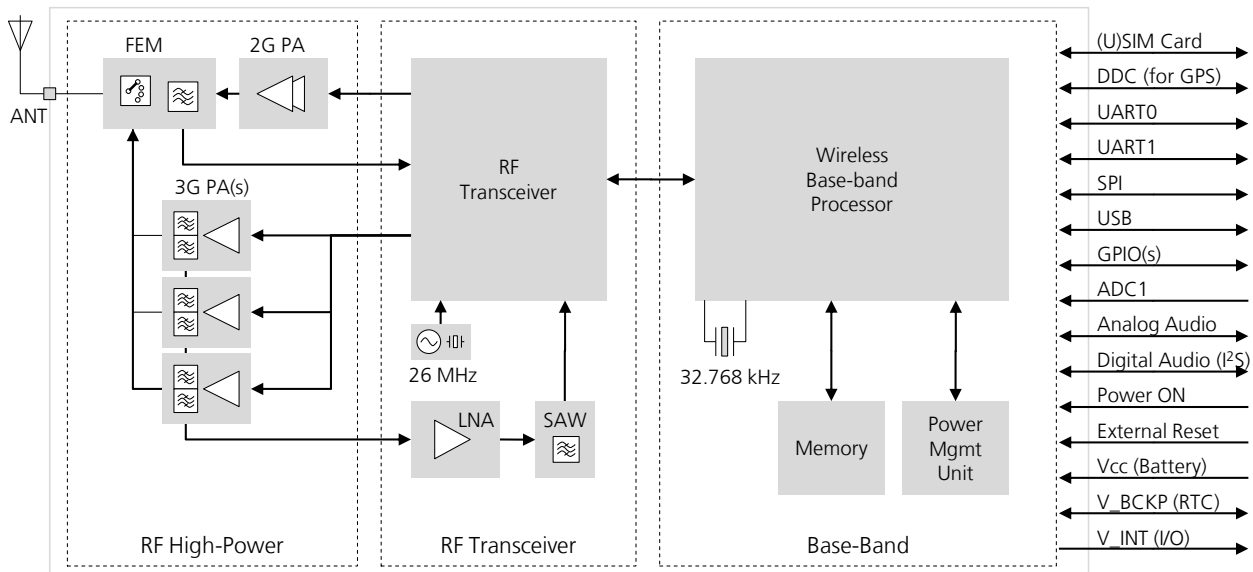 FEM
2G PA
ANT
3G PA(s)
RF
Transceiver
26 MHz
LNA
SAW
RF High-Power
RF Transceiver
Wireless
Base-band
Processor
32.768 kHz
Memory
Power
Mgmt
Unit
Base-Band
(U)SIM Card
DDC (for GPS)
UART0
UART1
SPI
USB
GPIO(s)
ADC1
Analog Audio
Digital Audio (I²S)
Power ON
External Reset
Vcc (Battery)
V_BCKP (RTC)
V_INT (I/O)